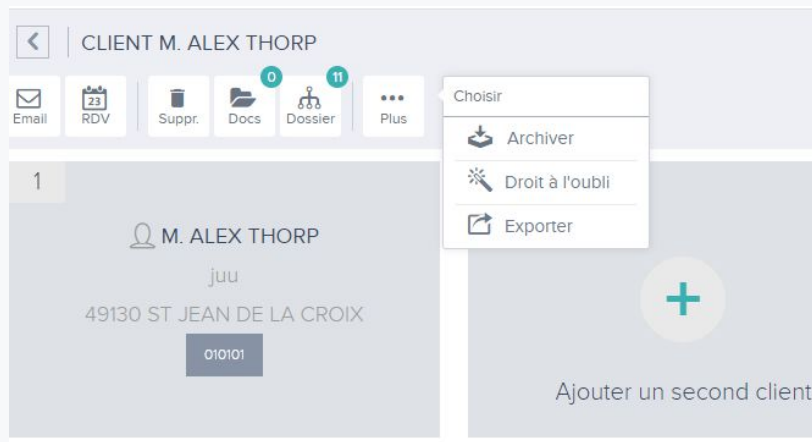 CLIENT M. ALEX THORP
0
11
23
Email
RDV
Suppr.
Docs
Dossier
Plus
Choisir
Archiver
Droit à l'oubli
Exporter
1
M. ALEX THORP
juu
49130 ST JEAN DE LA CROIX
010101
Ajouter un second client